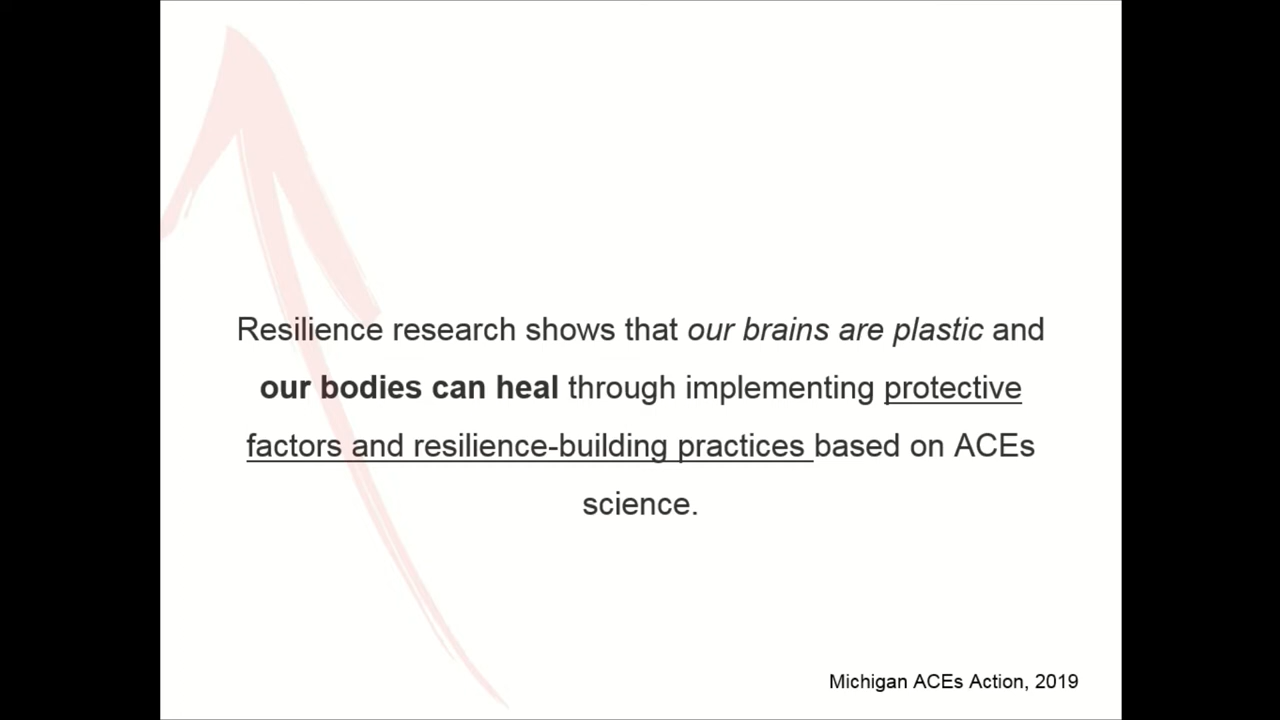 Resilience research shows that our brains are plastic and
our bodies can heal through implementing protective
factors and resilience-building practices based on ACEs
science.
Michigan ACEs Action, 2019